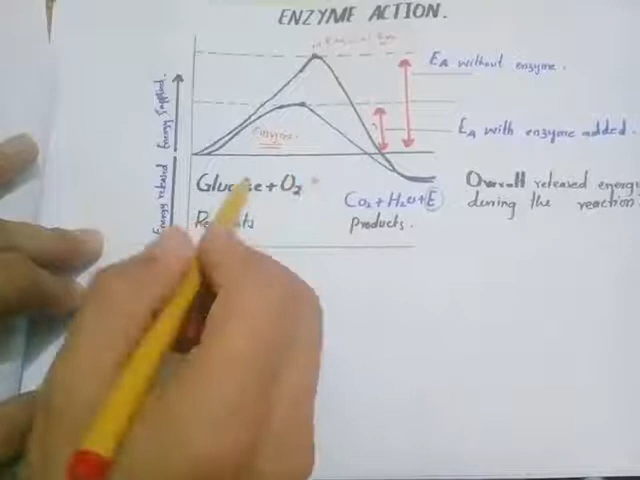 ENZYME ACTION.
EA without enzyme.
Energy Supplied.
enzyme.
EA with enzyme added.
Energy released
Glucose + O2
CO2 + H2O + E
Overall released energy
during the reaction.
Products.